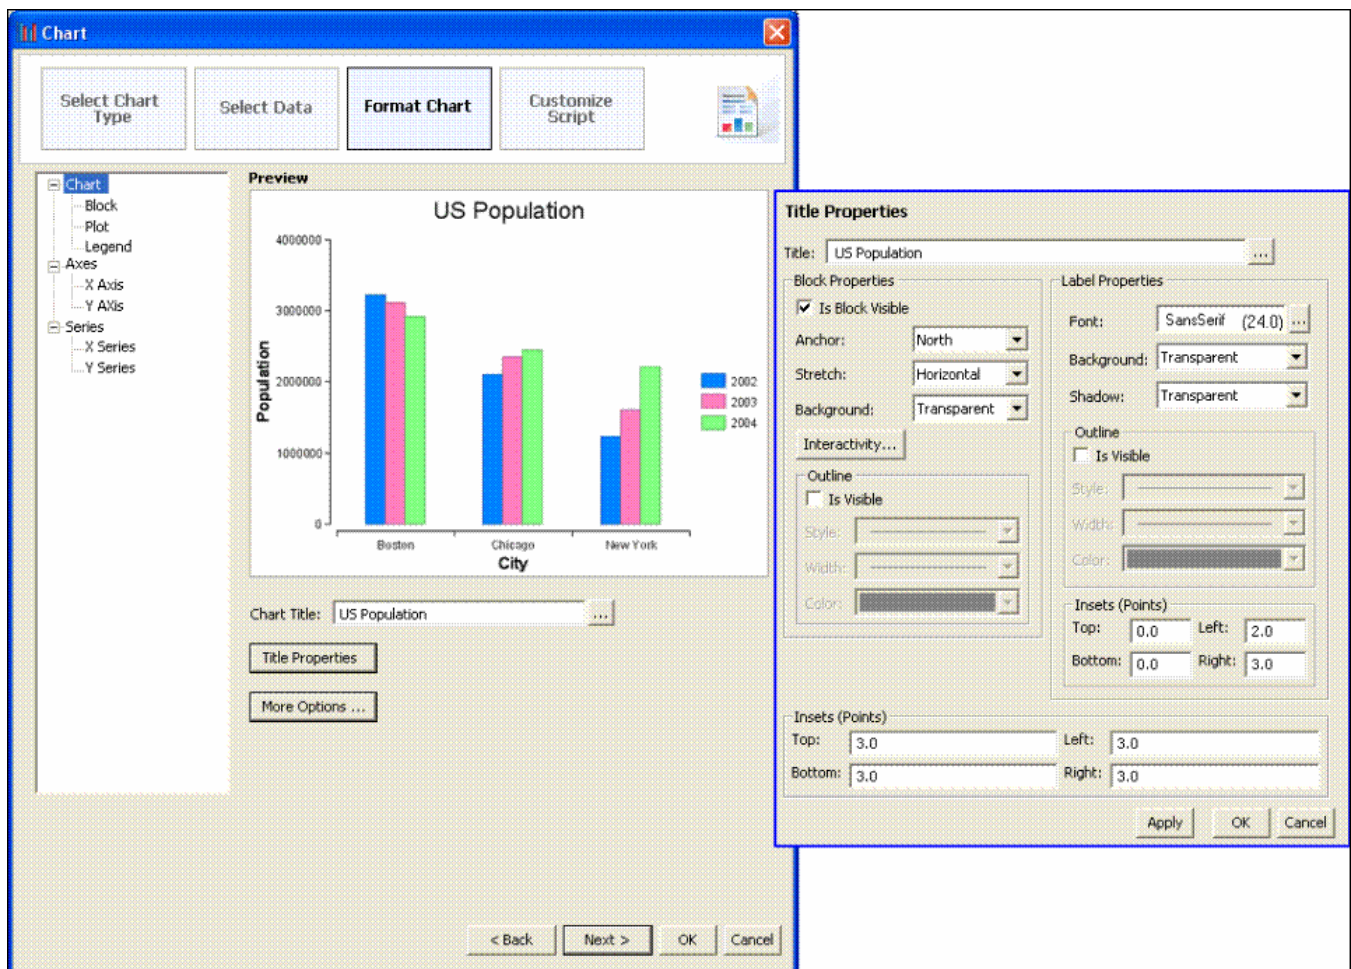 Chart
Select Chart
Type
Select Data
Format Chart
Customize
Script
Chart
Block
Plot
Legend
Axes
X Axis
Y AXis
Series
X Series
Y Series
Preview
US Population
4000000
3000000
2000000
1000000
0
Population
Boston
Chicago
New York
City
2002
2003
2004
Chart Title: US Population ...
Title Properties
More Options ...
< Back
Next >
OK
Cancel
Title Properties
Title: US Population ...
Block Properties
Is Block Visible
Anchor: North
Stretch: Horizontal
Background: Transparent
Interactivity...
Outline
Is Visible
Style:
Width:
Color:
Label Properties
Font: SansSerif (24.0) ...
Background: Transparent
Shadow: Transparent
Outline
Is Visible
Style:
Width:
Color:
Insets (Points)
Top: 0.0 Left: 2.0
Bottom: 0.0 Right: 3.0
Insets (Points)
Top: 3.0 Left: 3.0
Bottom: 3.0 Right: 3.0
Apply
OK
Cancel